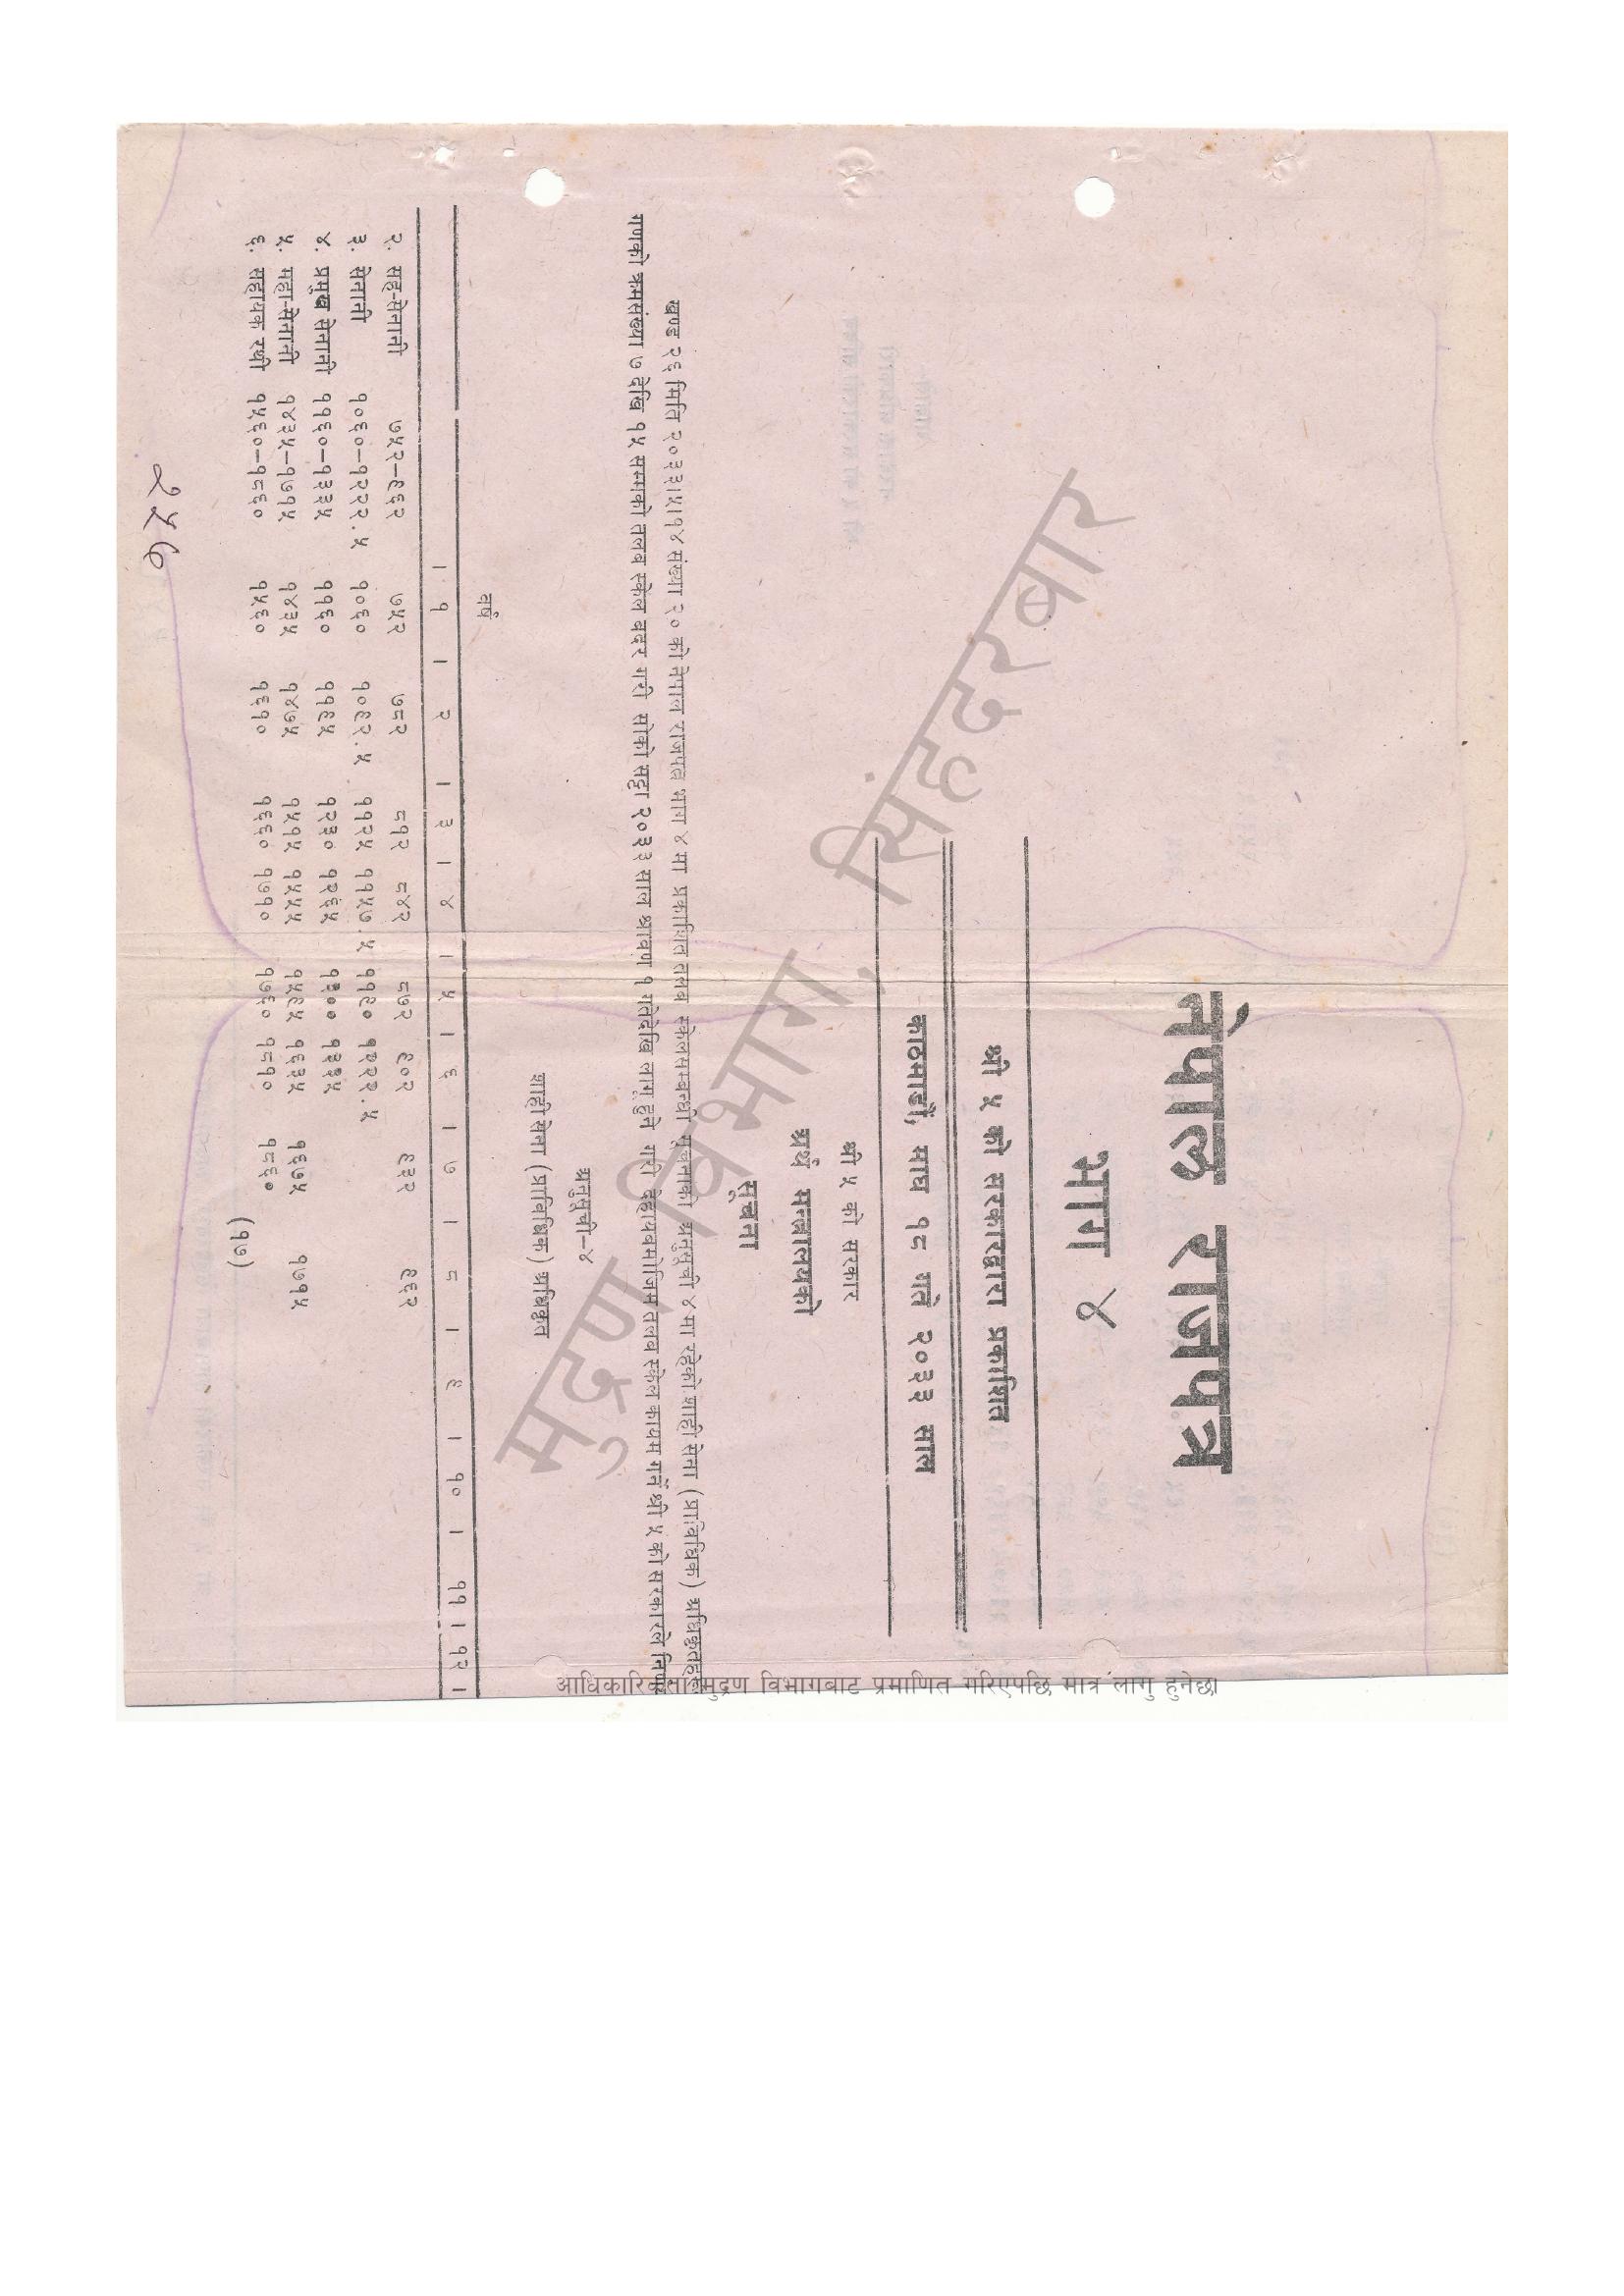 नेपाल राजपत्र
भाग ४
श्री ५ को सरकारद्वारा प्रकाशित
काठमाडौं, माघ १८ गते २०३३ साल
श्री ५ को सरकार
अर्थ मन्त्रालयको
सूचना
खण्ड २६ मिति २०३३।५।१४ संख्या २० को नेपाल राजपत्र भाग ४ मा प्रकाशित तलब स्केलसम्बन्धी सूचनाको अनुसूची ४ मा रहेको शाही सेना (प्राविधिक) अधिकृतहरू
गणको क्रमसंख्या ७ देखि १५ सम्मको तलब स्केल बदर गरी सोको सट्टा २०३३ साल श्रावण १ गतेदेखि लागू हुने गरी देहायबमोजिम तलब स्केल कायम गर्ने श्री ५ को सरकारले निर्णय
अनुसूची–४
शाही सेना (प्राविधिक) अधिकृत
वर्ष
। १ । २ । ३ । ४ । ५ । ६ । ७ । ८ । ९ । १० । ११ । १२ ।
२. सह-सेनानी ७५२–९६२ ७५२ ७८२ ८१२ ८४२ ८७२ ९०२ ९३२ ९६२
३. सेनानी १०६०–१२२२.५ १०६० १०९२.५ ११२५ ११५७.५ ११९० १२२२.५
४. प्रमुख सेनानी ११६०–१३३५ ११६० ११९५ १२३० १२६५ १३०० १३३५
५. महा-सेनानी १४३५–१७१५ १४३५ १४७५ १५१५ १५५५ १५९५ १६३५ १६७५ १७१५
६. सहायक रथी १५६०–१८६० १५६० १६१० १६६० १७१० १७६० १८१० १८६०
(१७)
२५७
मुद्रण विभाग, सिंहदरबार
आधिकारिकता मुद्रण विभागबाट प्रमाणित गरिएपछि मात्र लागु हुनेछ।